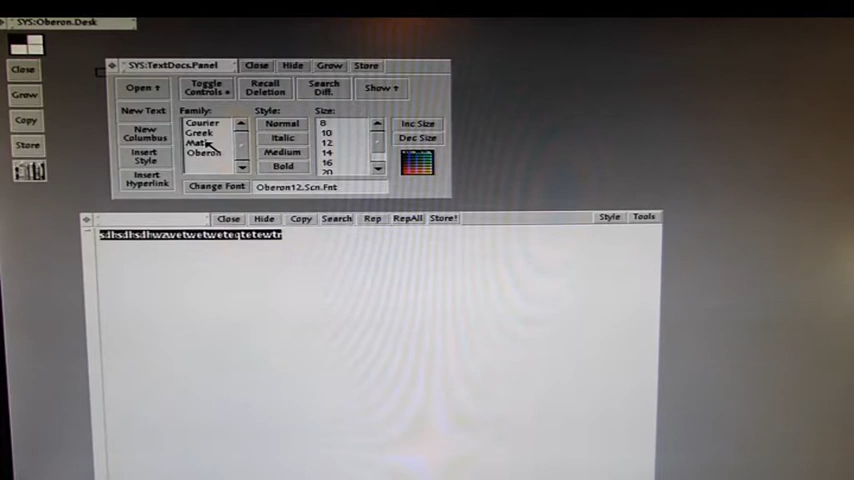 SYS:Oberon.Desk
Close
Grow
Copy
Store
SYS:TextDocs.Panel Close Hide Grow Store
Open ↑ Toggle Controls • Recall Deletion Search Diff. Show ↑
New Text Family: Style: Size:
New Columbus
Insert Style
Insert Hyperlink
Courier
Greek
Math
Oberon
Normal
Italic
Medium
Bold
8
10
12
14
16
20
Inc Size
Dec Size
Change Font Oberon12.Scn.Fnt
Close Hide Copy Search Rep RepAll Store! Style Tools
sdhsdhsdhwzwetwetweteqtetewtr